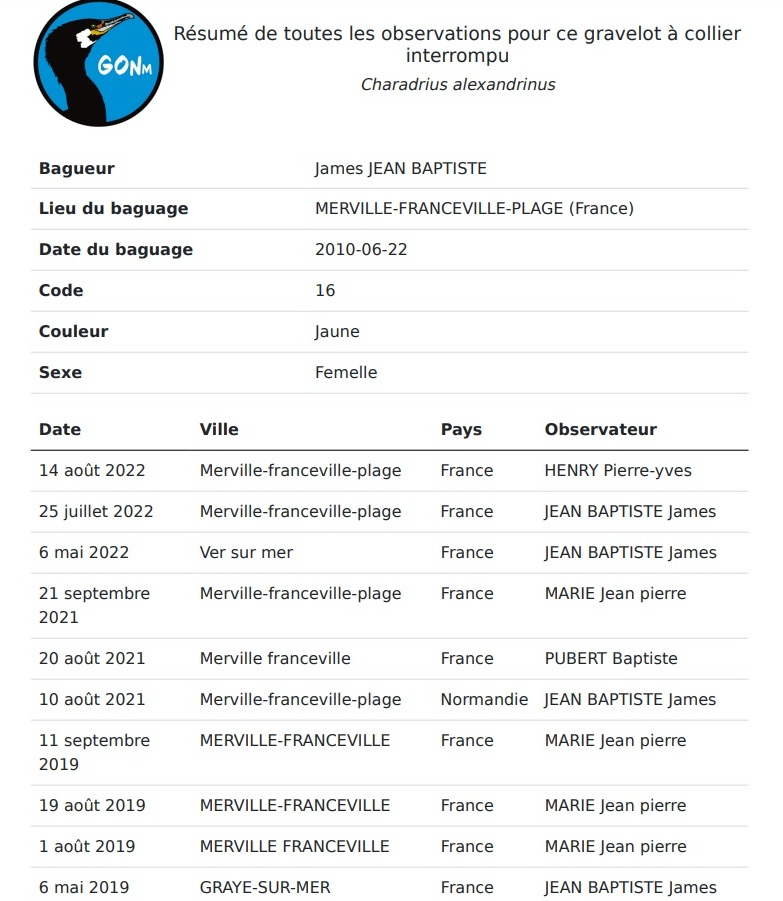 GONm
Résumé de toutes les observations pour ce gravelot à collier
interrompu
Charadrius alexandrinus
Bagueur James JEAN BAPTISTE
Lieu du baguage MERVILLE-FRANCEVILLE-PLAGE (France)
Date du baguage 2010-06-22
Code 16
Couleur Jaune
Sexe Femelle
Date Ville Pays Observateur
14 août 2022 Merville-franceville-plage France HENRY Pierre-yves
25 juillet 2022 Merville-franceville-plage France JEAN BAPTISTE James
6 mai 2022 Ver sur mer France JEAN BAPTISTE James
21 septembre Merville-franceville-plage France MARIE Jean pierre
2021
20 août 2021 Merville franceville France PUBERT Baptiste
10 août 2021 Merville-franceville-plage Normandie JEAN BAPTISTE James
11 septembre MERVILLE-FRANCEVILLE France MARIE Jean pierre
2019
19 août 2019 MERVILLE-FRANCEVILLE France MARIE Jean pierre
1 août 2019 MERVILLE FRANCEVILLE France MARIE Jean pierre
6 mai 2019 GRAYE-SUR-MER France JEAN BAPTISTE James